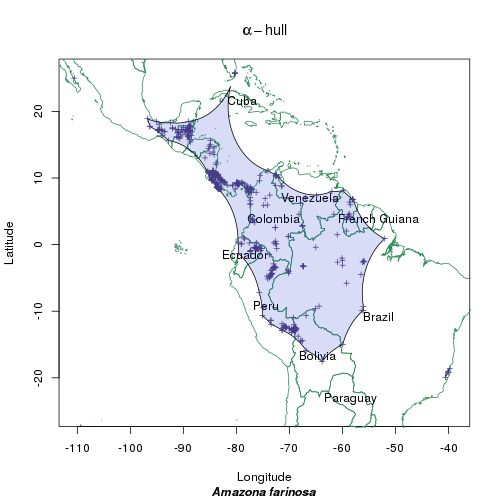 α – hull
20
10
0
-10
-20
Latitude
Cuba
Venezuela
Colombia
French Guiana
Ecuador
Peru
Brazil
Bolivia
Paraguay
-110 -100 -90 -80 -70 -60 -50 -40
Longitude
Amazona farinosa